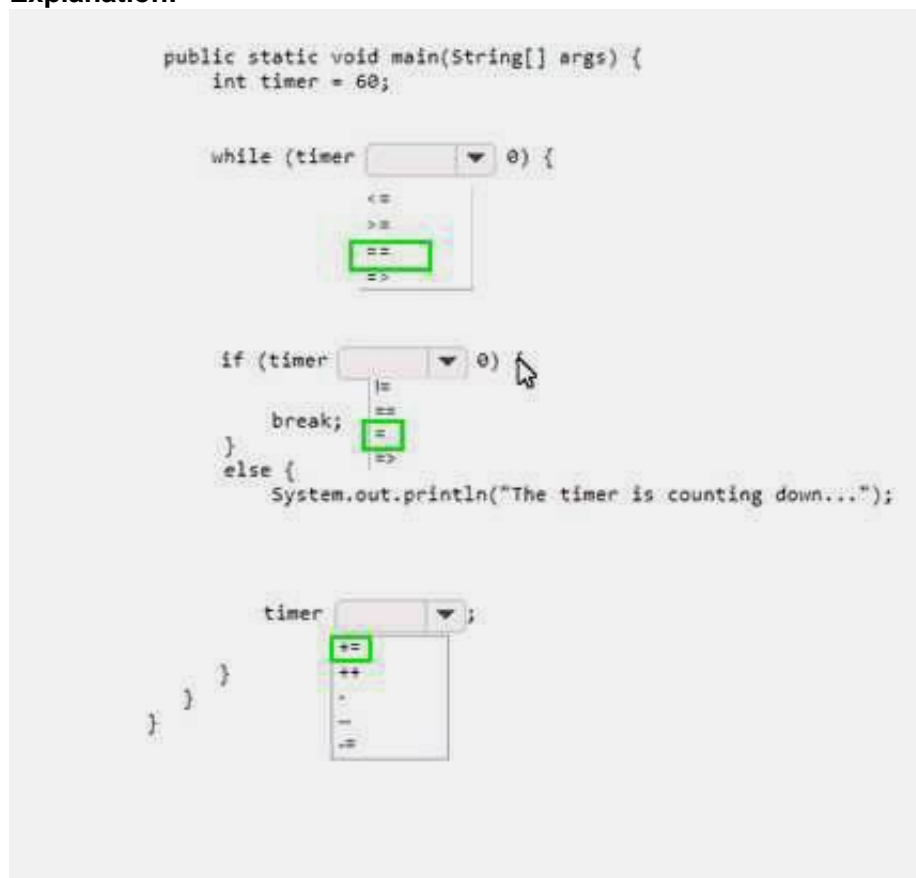 Explanation:
public static void main(String[] args) {
int timer = 60;
while (timer 0) {
<=
>=
==
=>
if (timer 0) {
!=
==
=
=>
break;
}
else {
System.out.println("The timer is counting down...");
timer ;
+=
++
-
--
-=
}
}
}